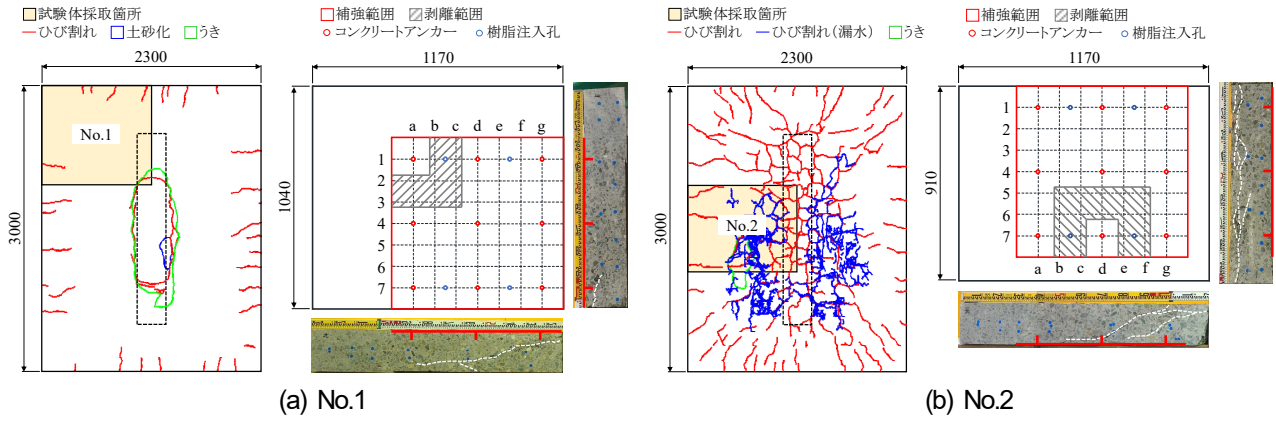 試験体採取箇所
ひび割れ 土砂化 うき
2300
3000
No.1
補強範囲 剥離範囲
コンクリートアンカー 樹脂注入孔
1170
1040
a b c d e f g
1
2
3
4
5
6
7
(a) No.1
試験体採取箇所
ひび割れ ひび割れ(漏水) うき
2300
3000
No.2
補強範囲 剥離範囲
コンクリートアンカー 樹脂注入孔
1170
910
1
2
3
4
5
6
7
a b c d e f g
(b) No.2